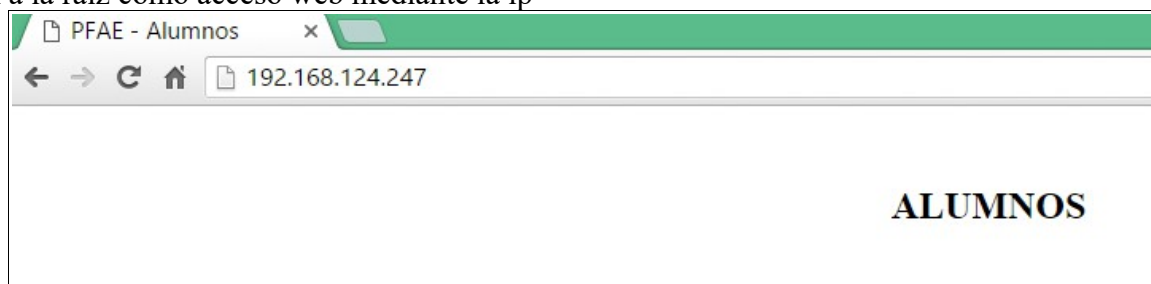 a la raíz como acceso web mediante la ip
PFAE - Alumnos
192.168.124.247
ALUMNOS